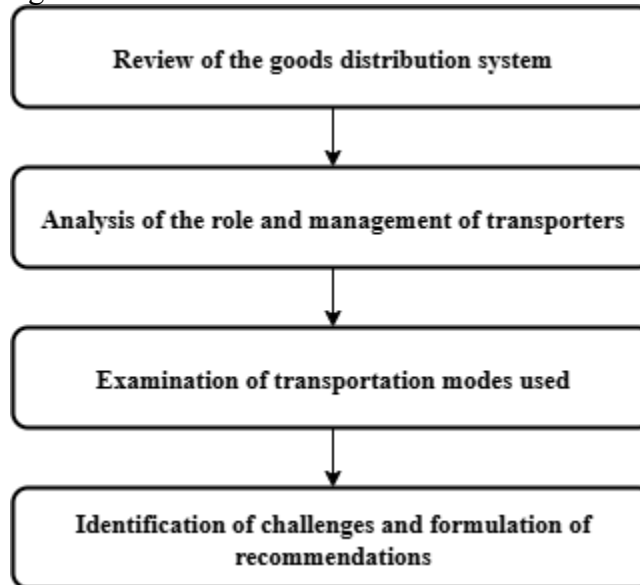 Review of the goods distribution system
Analysis of the role and management of transporters
Examination of transportation modes used
Identification of challenges and formulation of
recommendations